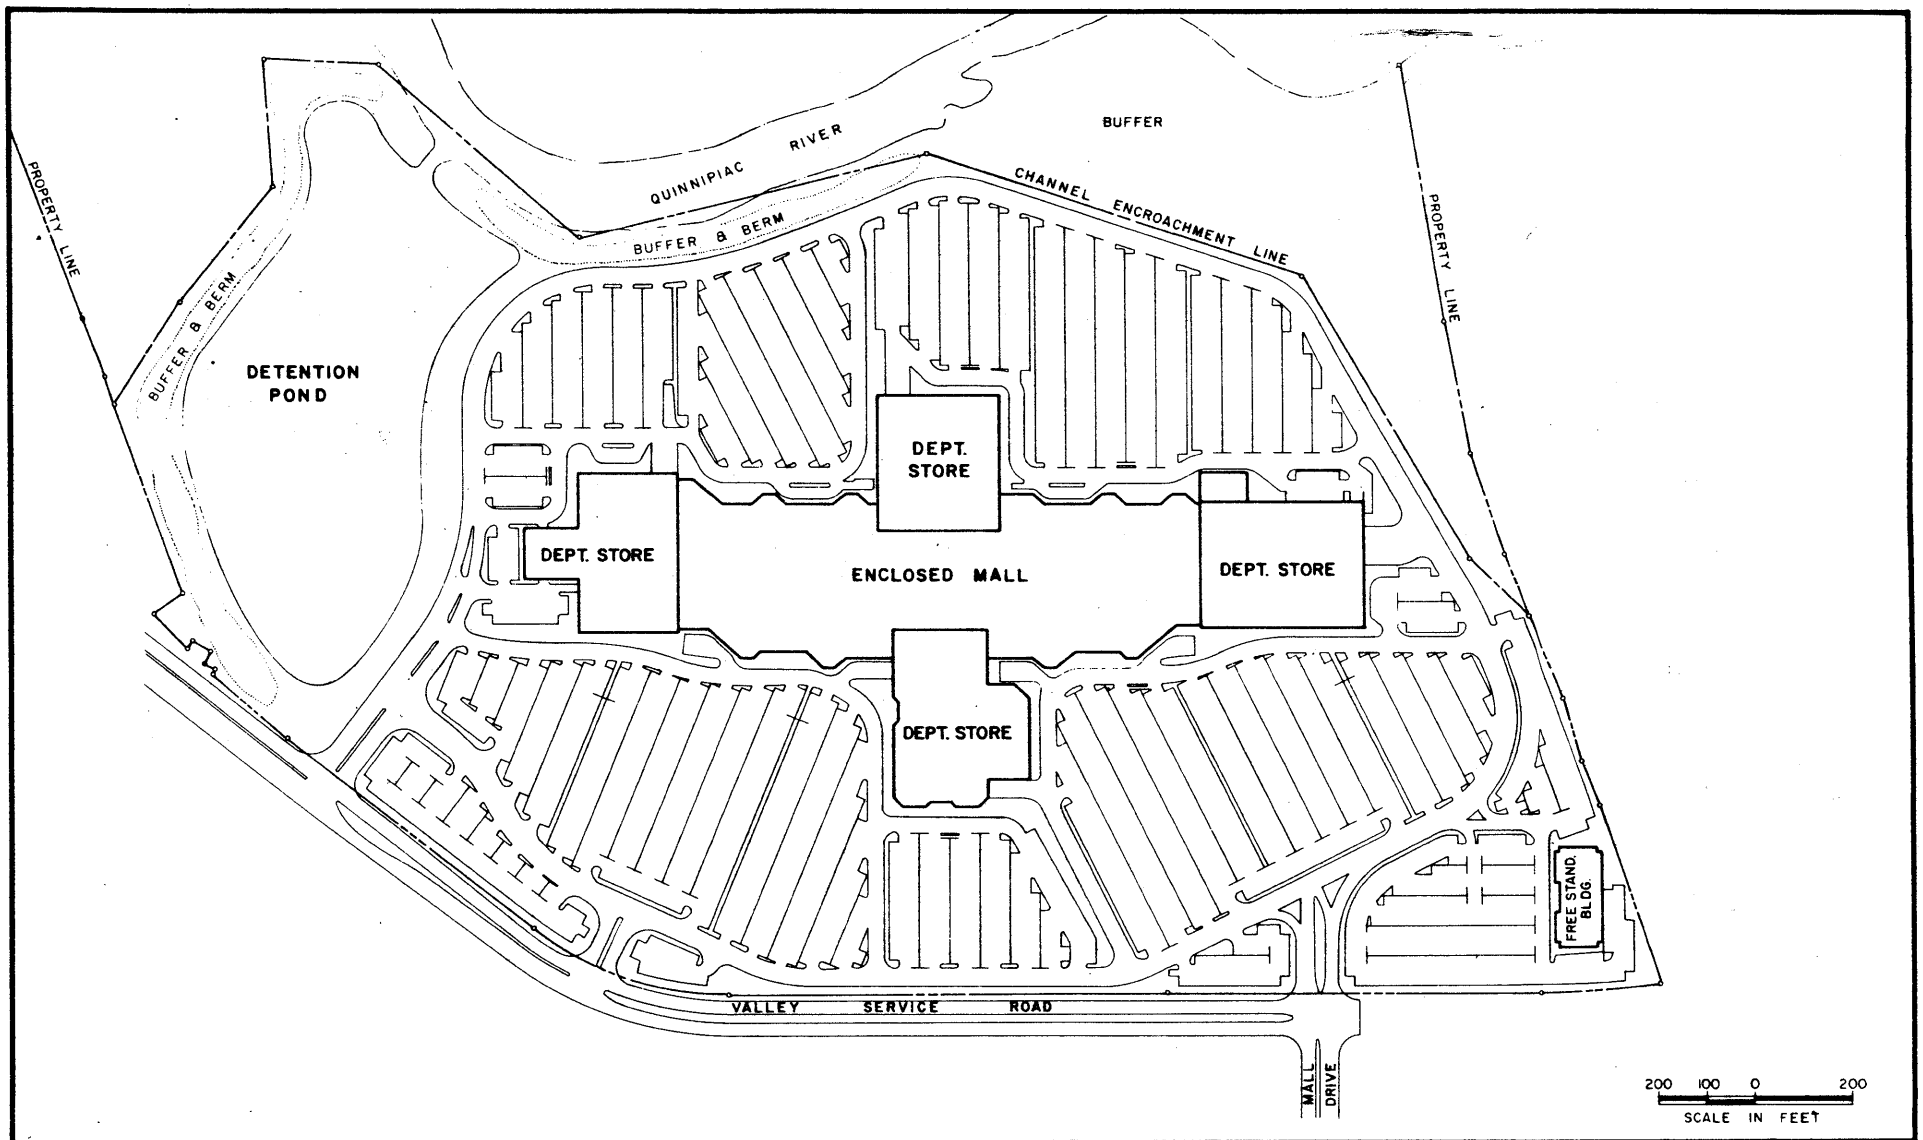 BUFFER
QUINNIPIAC RIVER
CHANNEL ENCROACHMENT LINE
PROPERTY LINE
PROPERTY LINE
BUFFER & BERM
BUFFER & BERM
DETENTION
POND
DEPT.
STORE
DEPT. STORE
ENCLOSED MALL
DEPT. STORE
DEPT. STORE
FREE STAND.
BLDG.
VALLEY SERVICE ROAD
MALL
DRIVE
200 100 0 200
SCALE IN FEET